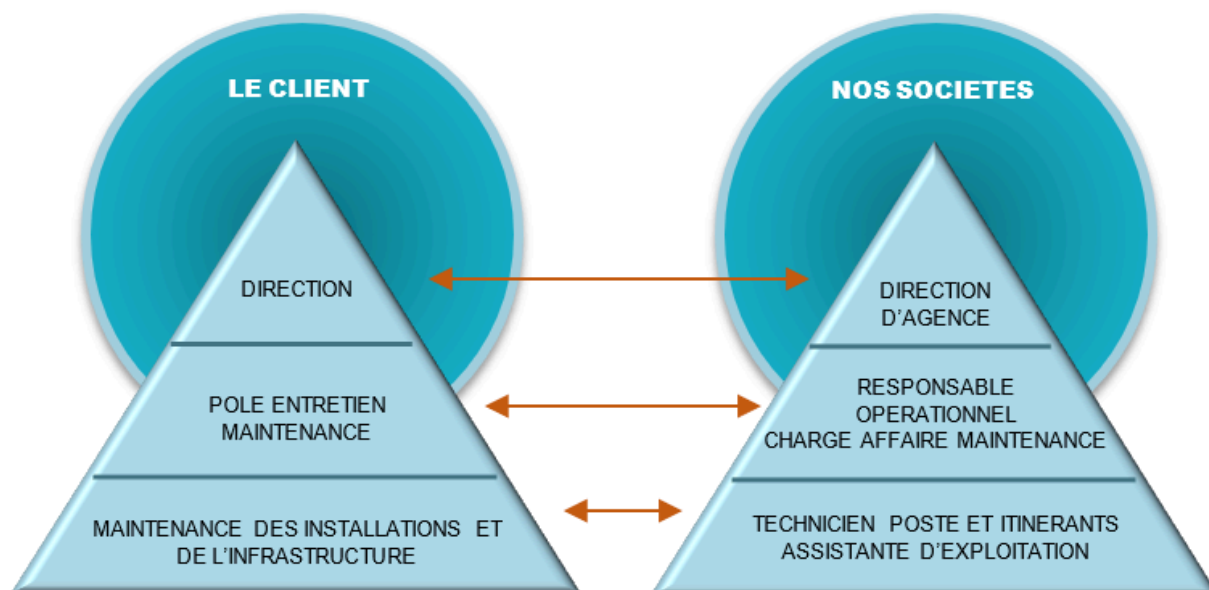 LE CLIENT
DIRECTION
POLE ENTRETIEN
MAINTENANCE
MAINTENANCE DES INSTALLATIONS ET
DE L'INFRASTRUCTURE
NOS SOCIETES
DIRECTION
D'AGENCE
RESPONSABLE
OPERATIONNEL
CHARGE AFFAIRE MAINTENANCE
TECHNICIEN POSTE ET ITINERANTS
ASSISTANTE D'EXPLOITATION